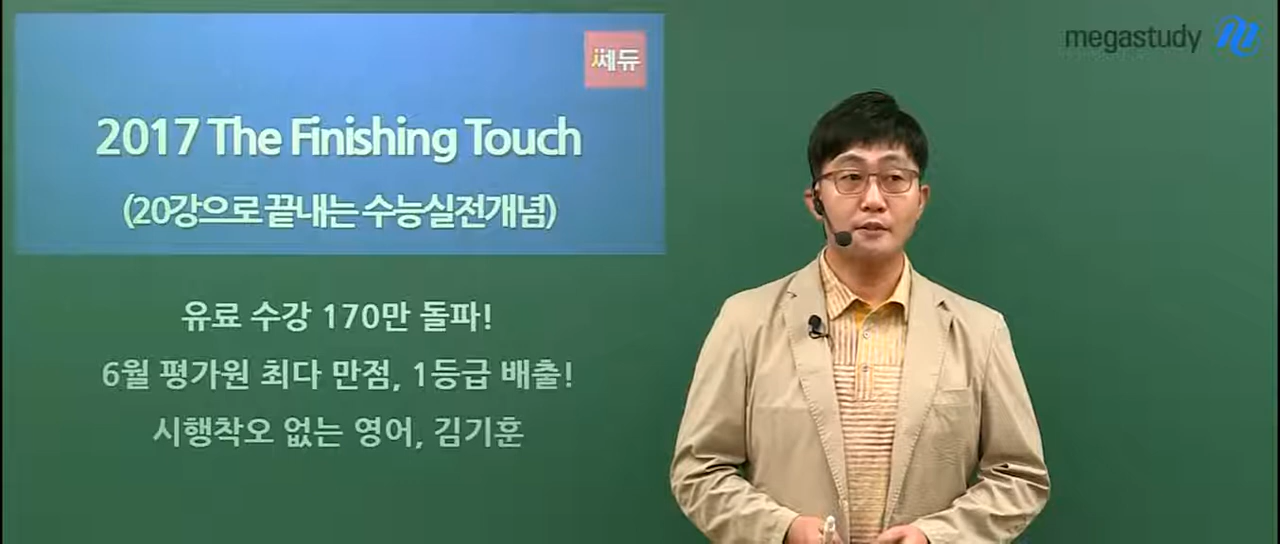 쎄듀
2017 The Finishing Touch
(20강으로 끝내는 수능실전개념)
유료 수강 170만 돌파!
6월 평가원 최다 만점, 1등급 배출!
시행착오 없는 영어, 김기훈
megastudy